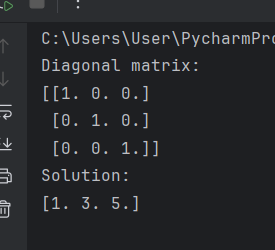 C:\Users\User\PycharmPro
Diagonal matrix:
[[1. 0. 0.]
 [0. 1. 0.]
 [0. 0. 1.]]
Solution:
[1. 3. 5.]